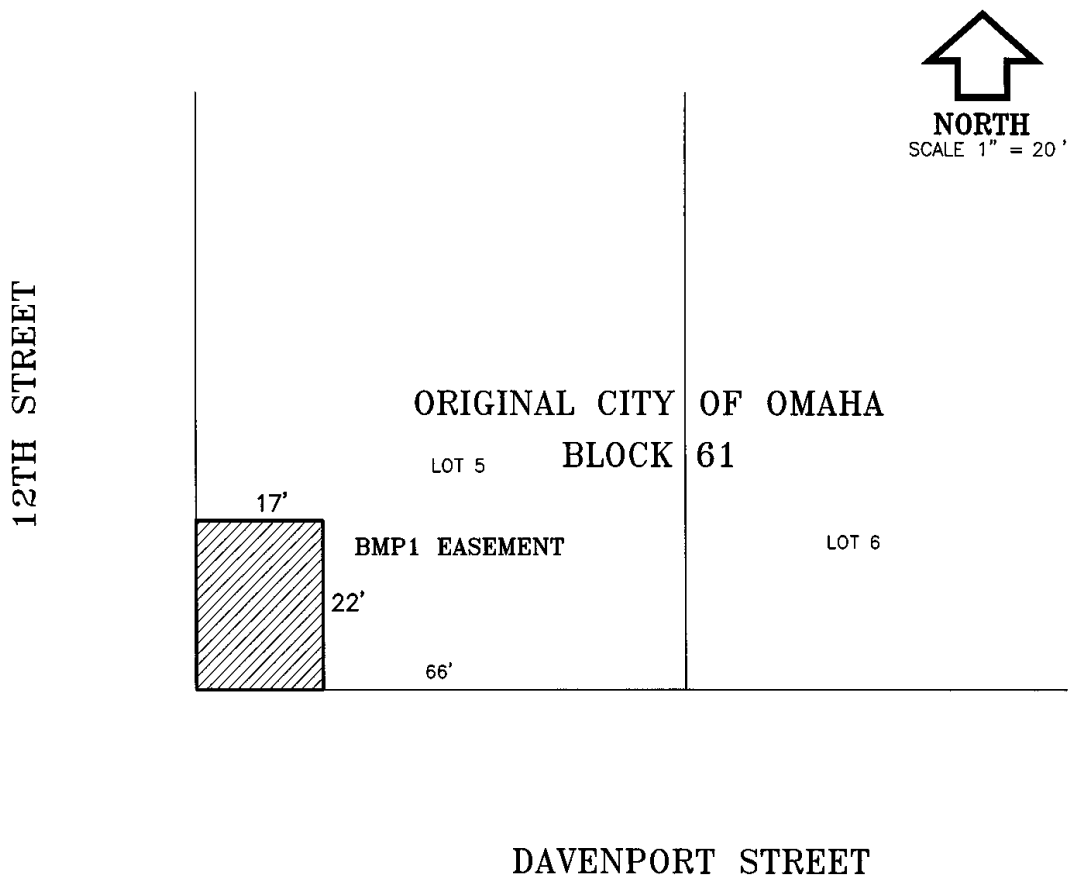 NORTH
SCALE 1" = 20'
12TH STREET
ORIGINAL CITY OF OMAHA
BLOCK 61
LOT 5
17'
BMP1 EASEMENT
LOT 6
22'
66'
DAVENPORT STREET